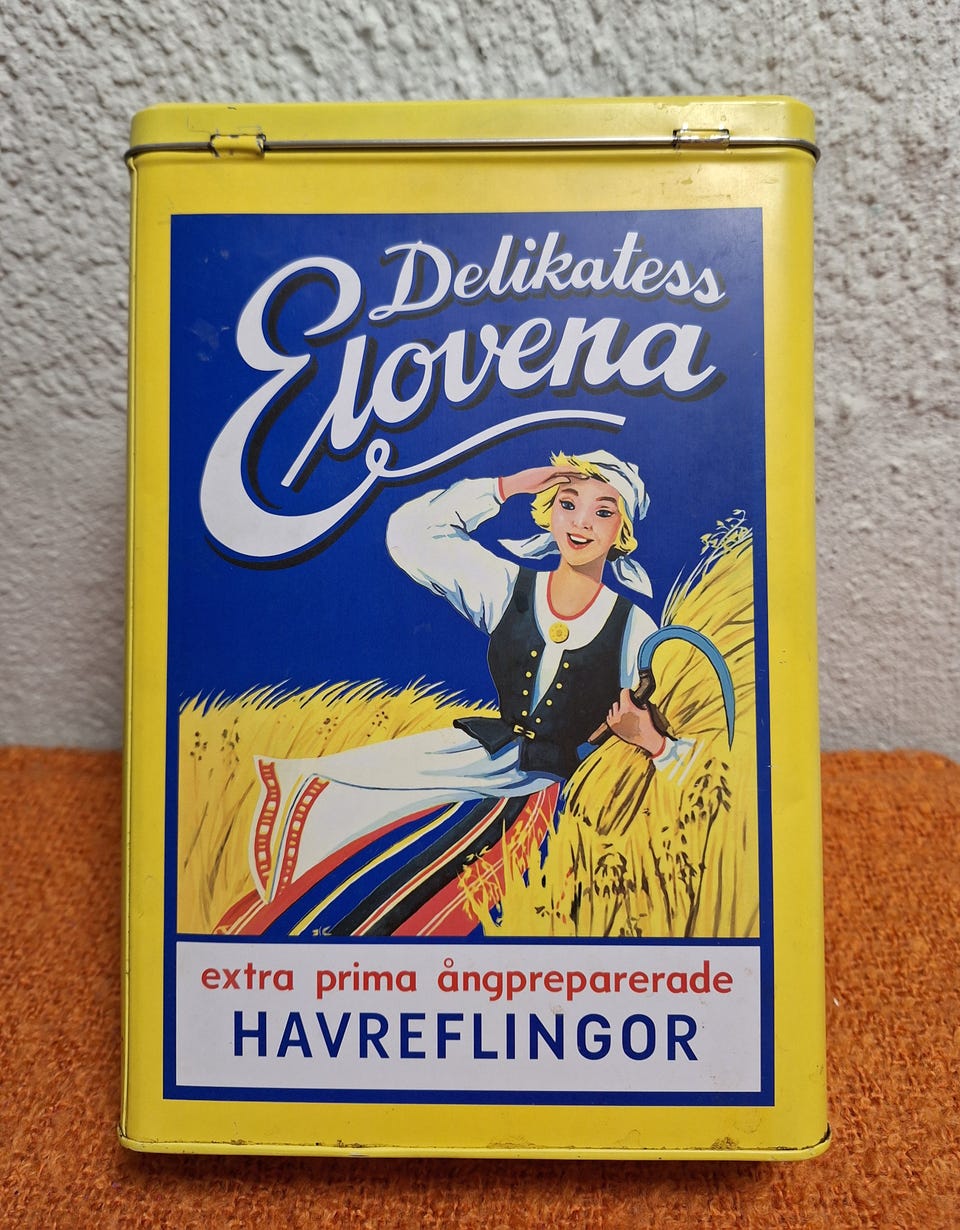 Delikatess
Elovena
extra prima ångpreparerade
HAVREFLINGOR